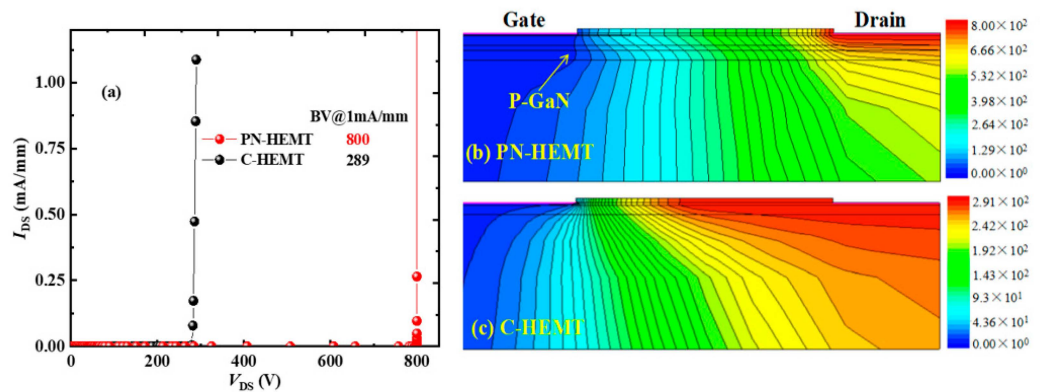 (a)
BV@1mA/mm
PN-HEMT 800
C-HEMT 289
1.00
0.75
0.50
0.25
0.00
I_DS (mA/mm)
0 200 400 600 800
V_DS (V)
Gate Drain
P-GaN
(b) PN-HEMT
8.00×10²
6.66×10²
5.32×10²
3.98×10²
2.64×10²
1.29×10²
0.00×10⁰
(c) C-HEMT
2.91×10²
2.42×10²
1.92×10²
1.43×10²
9.3×10¹
4.36×10¹
0.00×10⁰